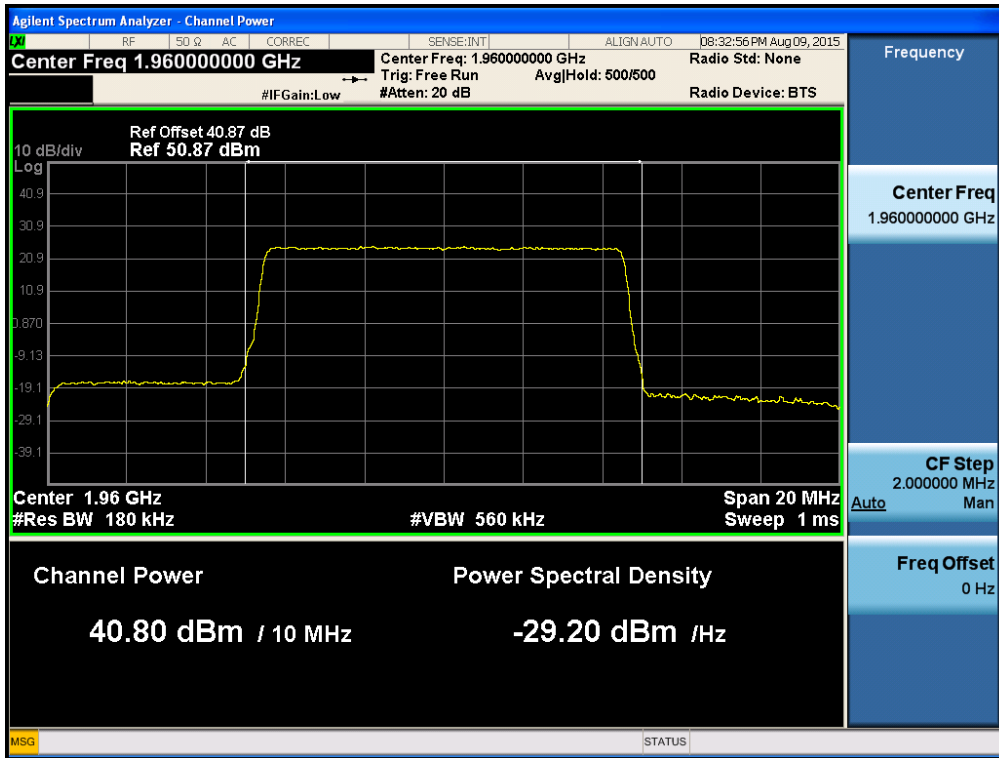 Agilent Spectrum Analyzer - Channel Power
LXI RF 50 Ω AC CORREC SENSE:INT ALIGN AUTO 08:32:56 PM Aug 09, 2015
Center Freq 1.960000000 GHz
Center Freq: 1.960000000 GHz
Radio Std: None
Trig: Free Run Avg|Hold: 500/500
#IFGain:Low
#Atten: 20 dB
Radio Device: BTS
Frequency
Ref Offset 40.87 dB
10 dB/div Ref 50.87 dBm
Log
40.9
30.9
20.9
10.9
0.870
-9.13
-19.1
-29.1
-39.1
Center 1.96 GHz
Span 20 MHz
#Res BW 180 kHz
#VBW 560 kHz
Sweep 1 ms
Channel Power
Power Spectral Density
40.80 dBm / 10 MHz
-29.20 dBm /Hz
Center Freq
1.960000000 GHz
CF Step
2.000000 MHz
Auto Man
Freq Offset
0 Hz
MSG
STATUS